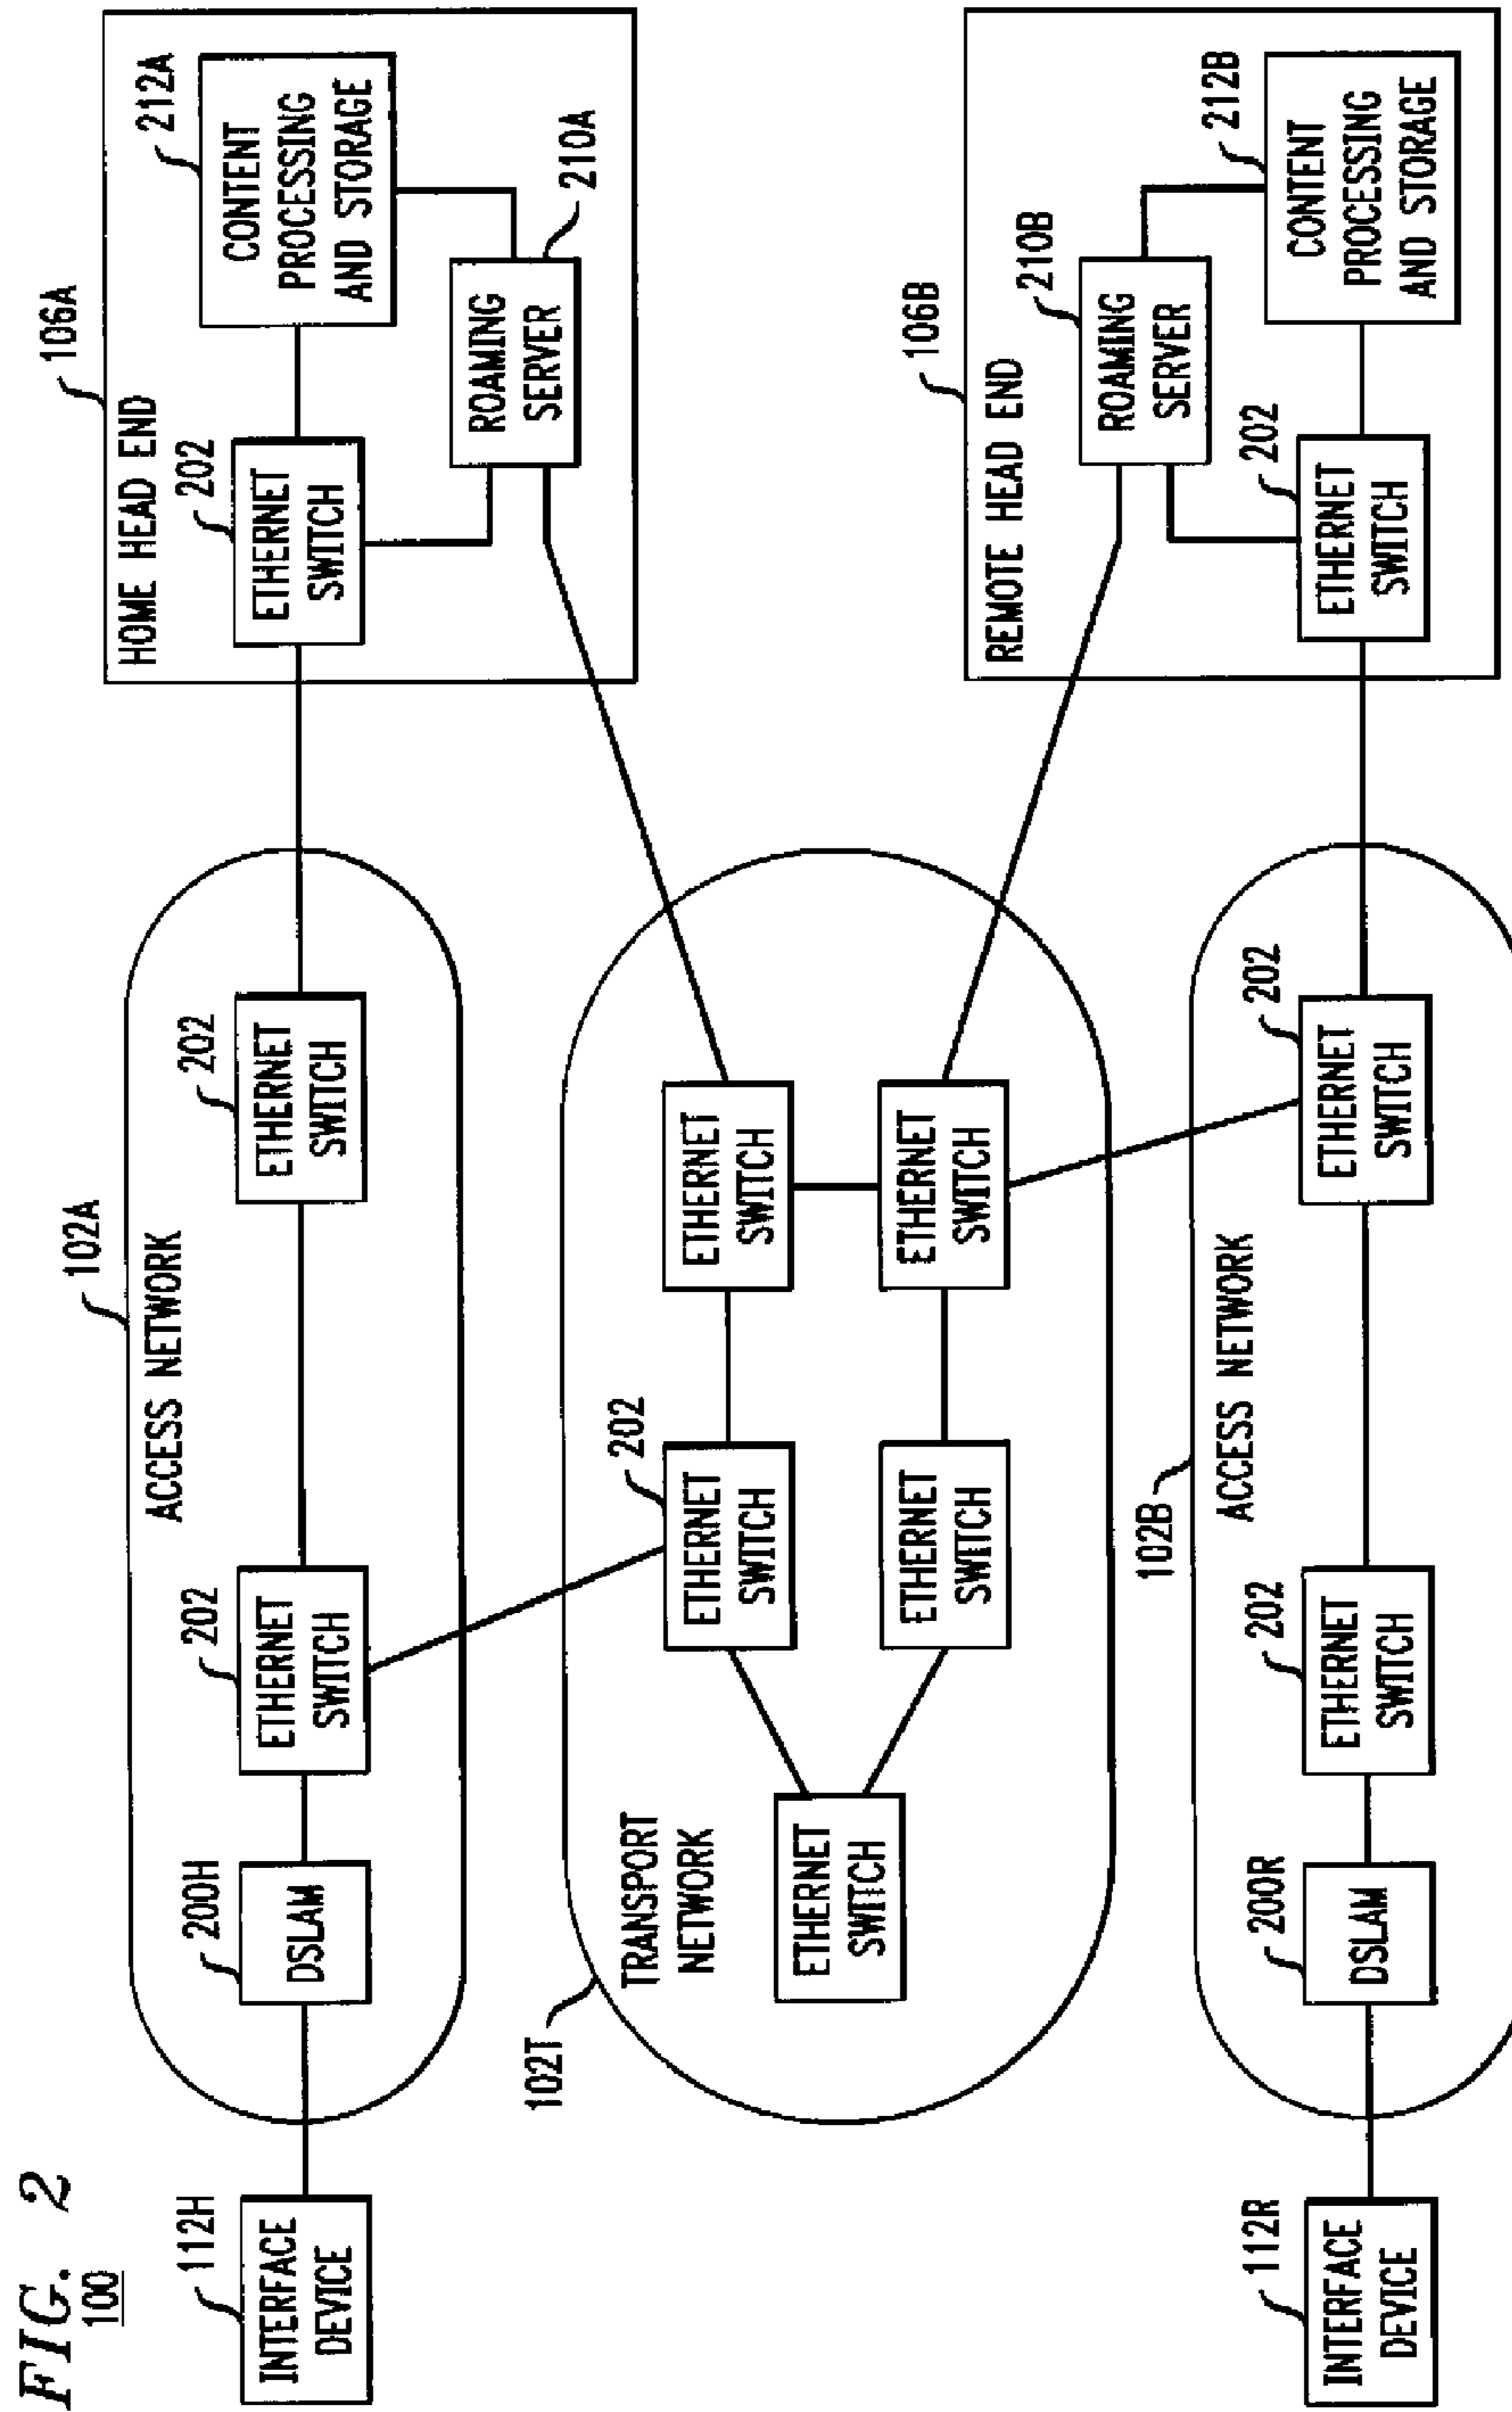 FIG. 2
100
112H
INTERFACE
DEVICE
102A
ACCESS NETWORK
200H
DSLAM
202
ETHERNET
SWITCH
202
ETHERNET
SWITCH
106A
HOME HEAD END
202
ETHERNET
SWITCH
212A
CONTENT
PROCESSING
AND STORAGE
210A
ROAMING
SERVER
102T
TRANSPORT
NETWORK
ETHERNET
SWITCH
202
ETHERNET
SWITCH
ETHERNET
SWITCH
ETHERNET
SWITCH
ETHERNET
SWITCH
106B
REMOTE HEAD END
210B
ROAMING
SERVER
202
ETHERNET
SWITCH
212B
CONTENT
PROCESSING
AND STORAGE
102B
ACCESS NETWORK
112R
INTERFACE
DEVICE
200R
DSLAM
202
ETHERNET
SWITCH
202
ETHERNET
SWITCH